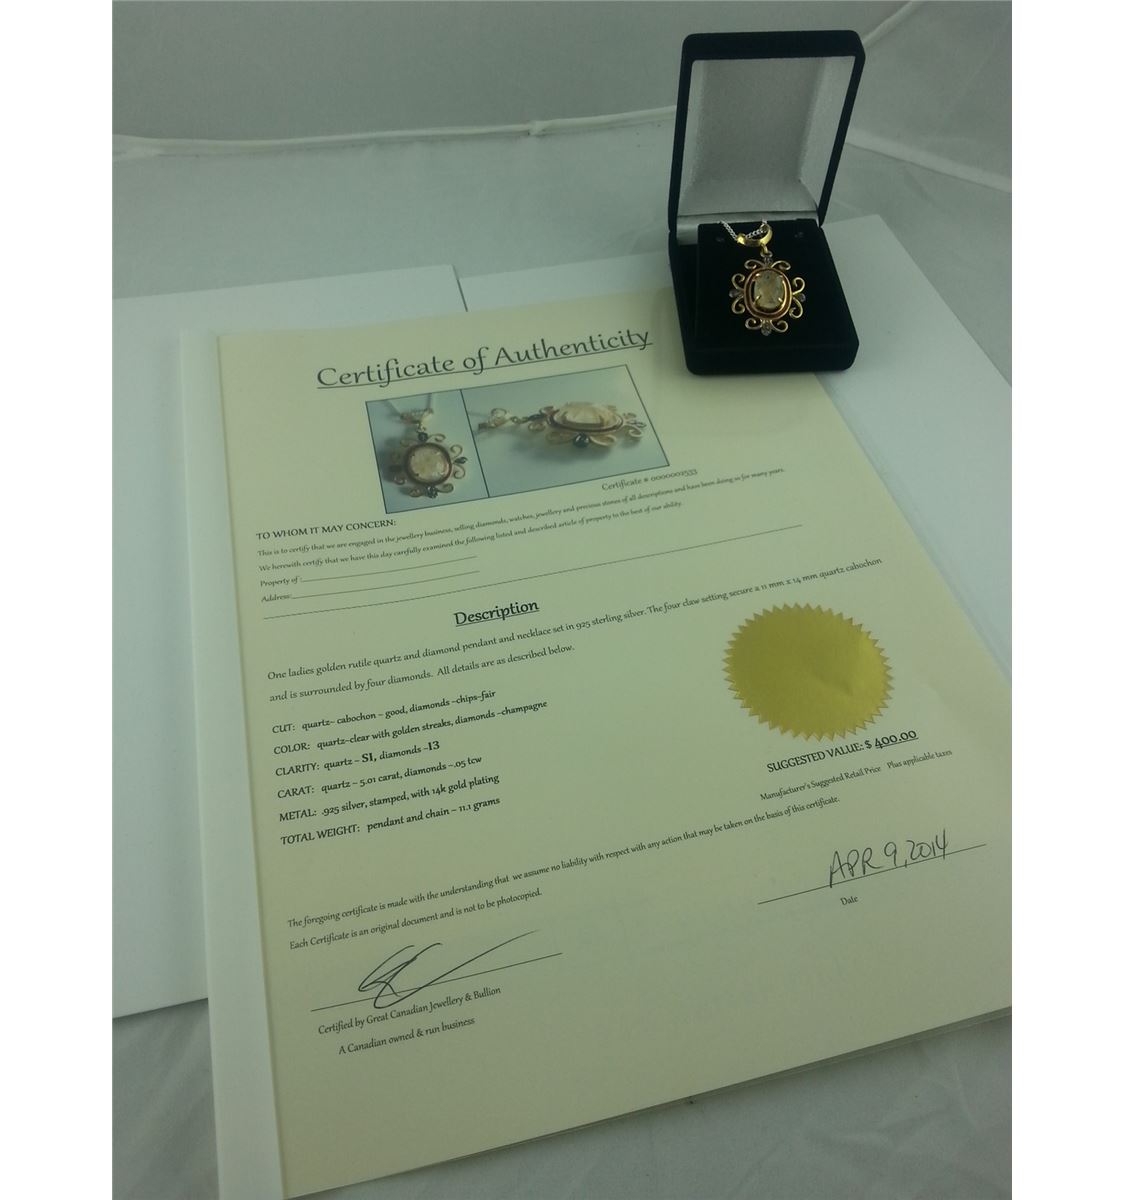 Certificate of Authenticity
Certificate # 0000002533
TO WHOM IT MAY CONCERN:
This is to certify that we are engaged in the jewellery business, selling diamonds, watches, jewellery and precious stones of all descriptions and have been doing so for many years.
We herewith certify that we have this day carefully examined the following listed and described article of property to the best of our ability.
Property of :
Address:
Description
One ladies golden rutile quartz and diamond pendant and necklace set in 925 sterling silver. The four claw setting secure a 11 mm x 14 mm quartz cabochon
and is surrounded by four diamonds. All details are as described below.
CUT: quartz– cabochon – good, diamonds –chips–fair
COLOR: quartz–clear with golden streaks, diamonds –champagne
CLARITY: quartz – SI, diamonds –I3
CARAT: quartz – 5.01 carat, diamonds –.05 tcw
METAL: .925 silver, stamped, with 14k gold plating
TOTAL WEIGHT: pendant and chain – 11.1 grams
SUGGESTED VALUE: $ 400.00
Manufacturer's Suggested Retail Price Plus applicable taxes
The foregoing certificate is made with the understanding that we assume no liability with respect with any action that may be taken on the basis of this certificate.
Each Certificate is an original document and is not to be photocopied.
APR 9, 2014
Date
Certified by Great Canadian Jewellery & Bullion
A Canadian owned & run business